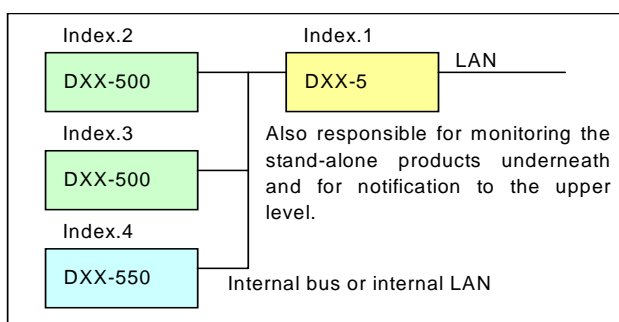 Index.2
DXX-500
Index.1
DXX-5
LAN
Index.3
DXX-500
Also responsible for monitoring the
stand-alone products underneath
and for notification to the upper
level.
Index.4
DXX-550
Internal bus or internal LAN